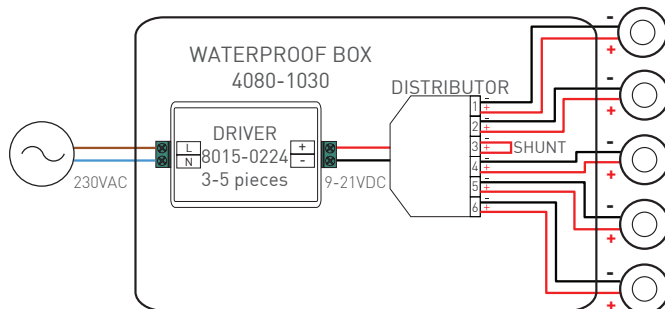 WATERPROOF BOX
4080-1030
DISTRIBUTOR
DRIVER
8015-0224
3-5 pieces
L
N
+
-
230VAC
9-21VDC
1 - +
2 - +
3 - + SHUNT
4 - +
5 - +
6 - +
-
+
-
+
-
+
-
+
-
+